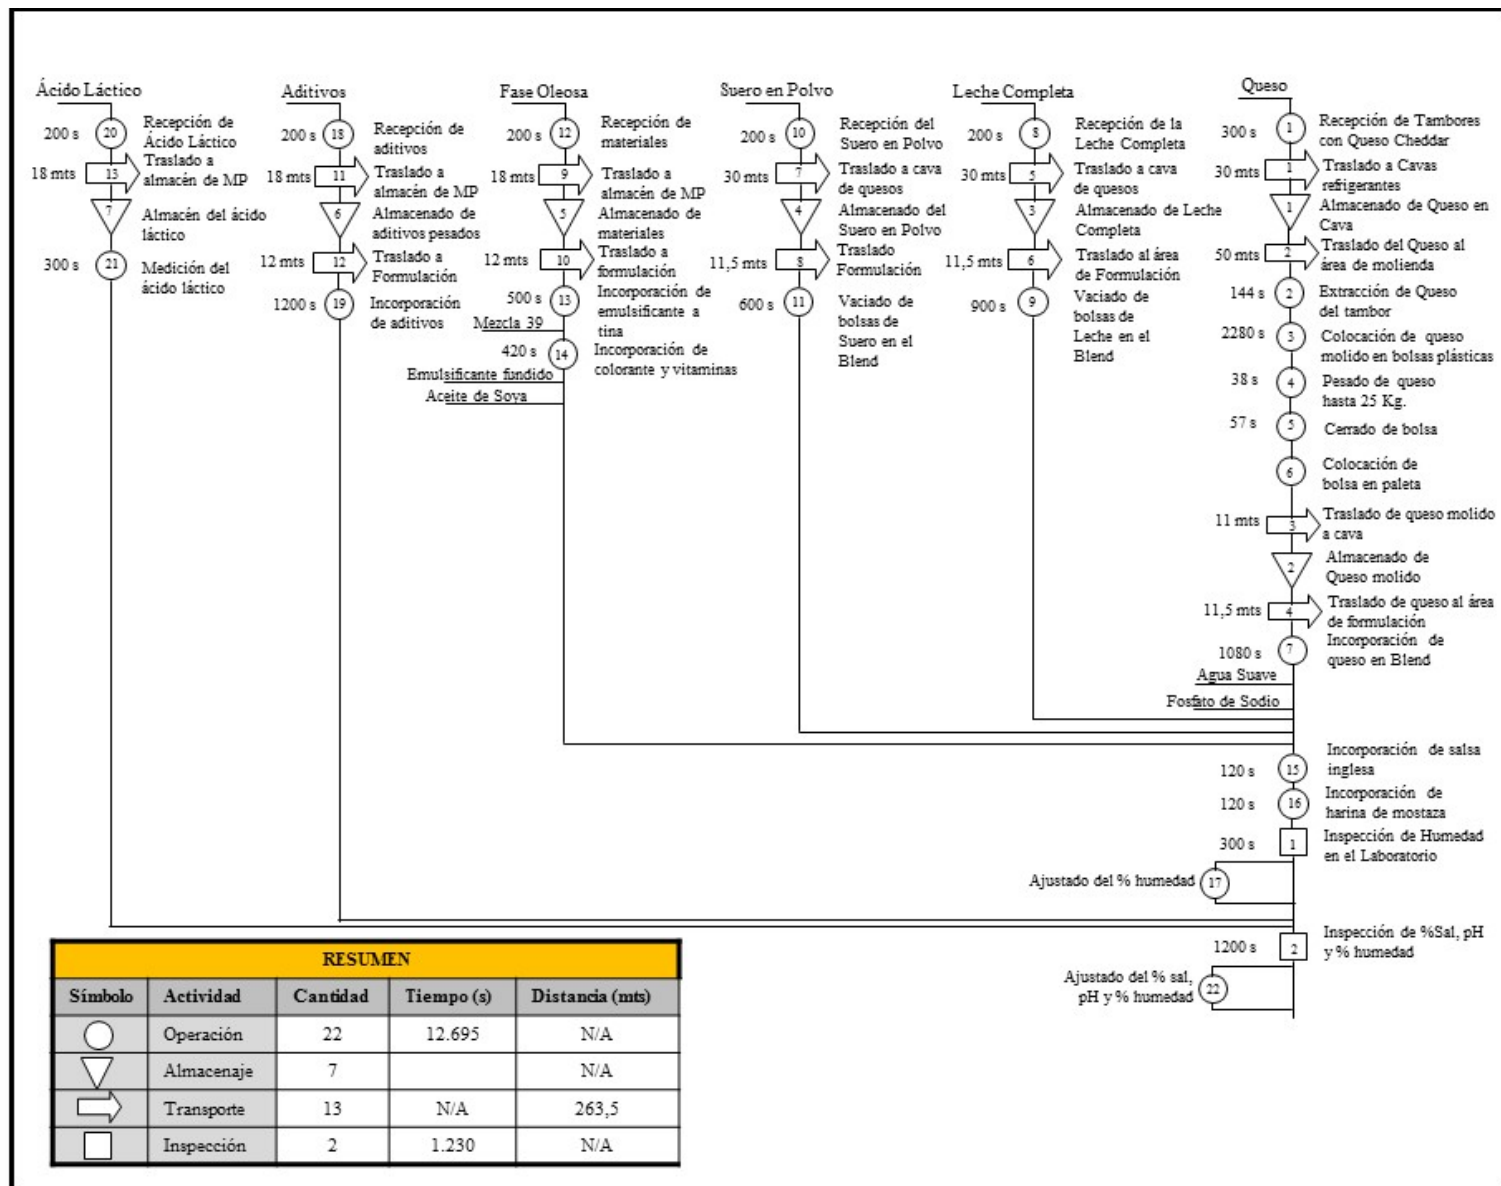 Ácido Láctico
200 s
20
Recepción de
Ácido Láctico
18 mts
13
Traslado a
almacén de MP
7
Almacén del ácido
láctico
300 s
21
Medición del
ácido láctico
Aditivos
200 s
18
Recepción de
aditivos
18 mts
11
Traslado a
almacén de MP
6
Almacenado de
aditivos pesados
12 mts
12
Traslado a
Formulación
1200 s
19
Incorporación
de aditivos
Fase Oleosa
200 s
12
Recepción de
materiales
18 mts
9
Traslado a
almacén de MP
5
Almacenado de
materiales
12 mts
10
Traslado a
formulación
500 s
13
Incorporación de
emulsificante a
tina
Mezcla 39
420 s
14
Incorporación de
colorante y vitaminas
Emulsificante fundido
Aceite de Soya
Suero en Polvo
200 s
10
Recepción del
Suero en Polvo
30 mts
7
Traslado a cava
de quesos
4
Almacenado del
Suero en Polvo
11,5 mts
8
Traslado
Formulación
600 s
11
Vaciado de
bolsas de
Suero en el
Blend
Leche Completa
200 s
8
Recepción de la
Leche Completa
30 mts
5
Traslado a cava
de quesos
3
Almacenado de Leche
Completa
11,5 mts
6
Traslado al área
de Formulación
900 s
9
Vaciado de
bolsas de
Leche en el
Blend
Queso
300 s
1
Recepción de Tambores
con Queso Cheddar
30 mts
1
Traslado a Cavas
refrigerantes
1
Almacenado de Queso en
Cava
50 mts
2
Traslado del Queso al
área de molienda
144 s
2
Extracción de Queso
del tambor
2280 s
3
Colocación de queso
molido en bolsas plásticas
38 s
4
Pesado de queso
hasta 25 Kg.
57 s
5
Cerrado de bolsa
6
Colocación de
bolsa en paleta
11 mts
3
Traslado de queso molido
a cava
2
Almacenado de
Queso molido
11,5 mts
4
Traslado de queso al área
de formulación
1080 s
7
Incorporación de
queso en Blend
Agua Suave
Fosfato de Sodio
120 s
15
Incorporación de salsa
inglesa
120 s
16
Incorporación de
harina de mostaza
300 s
1
Inspección de Humedad
en el Laboratorio
Ajustado del % humedad
17
1200 s
2
Inspección de %Sal, pH
y % humedad
Ajustado del % sal,
pH y % humedad
22
RESUMEN
Símbolo Actividad Cantidad Tiempo (s) Distancia (mts)
Operación 22 12.695 N/A
Almacenaje 7 N/A
Transporte 13 N/A 263,5
Inspección 2 1.230 N/A